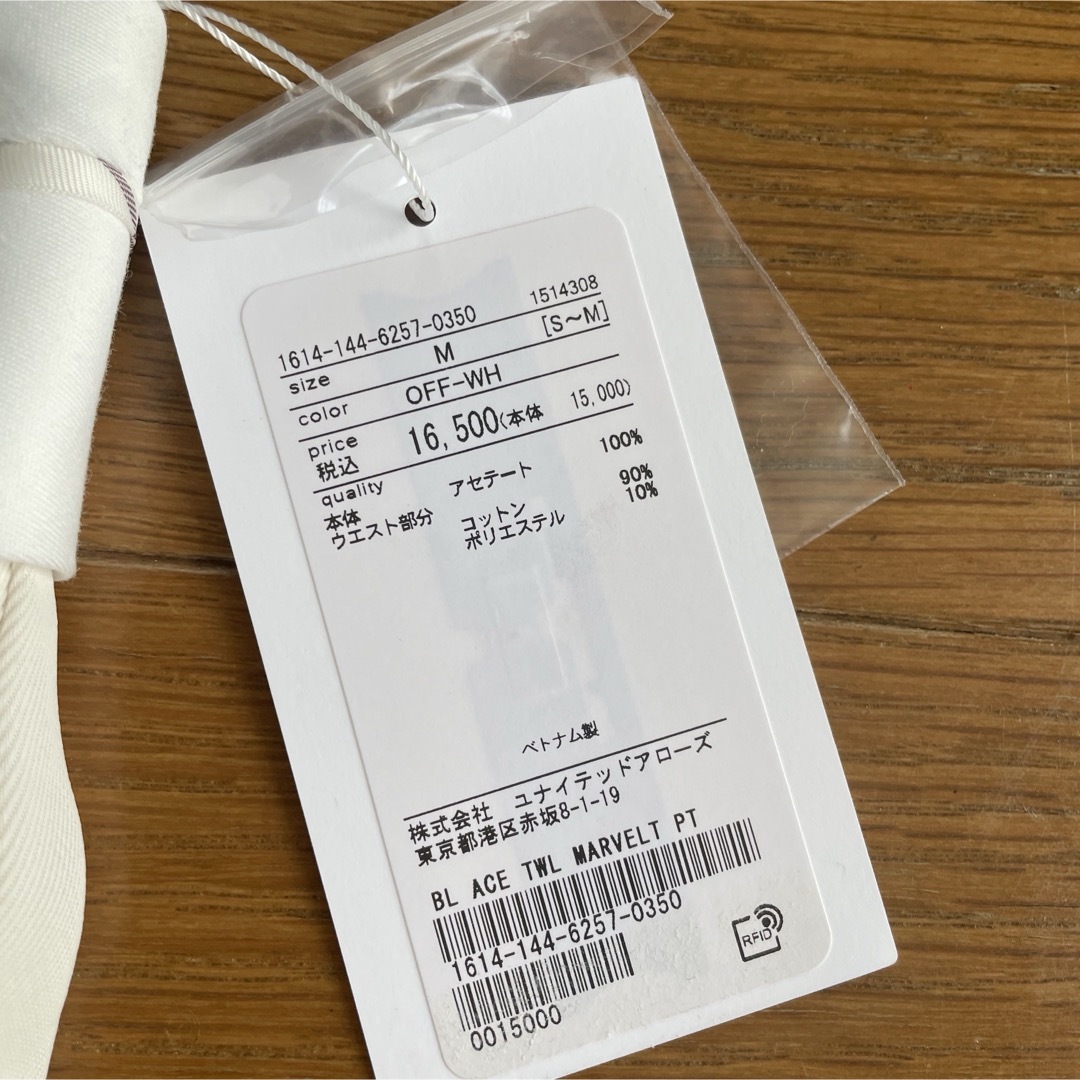 1614-144-6257-0350 1514308
size M [S〜M]
color OFF-WH
price 税込 16,500(本体 15,000)
quality
本体 アセテート 100%
ウエスト部分 コットン 90%
ポリエステル 10%
ベトナム製
株式会社 ユナイテッドアローズ
東京都港区赤坂8-1-19
BL ACE TWL MARVELT PT
1614-144-6257-0350
RFID
0015000